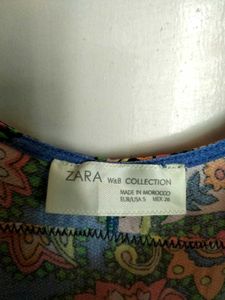 ZARA W&B COLLECTION
MADE IN MOROCCO
EUR/USA S MEX 26